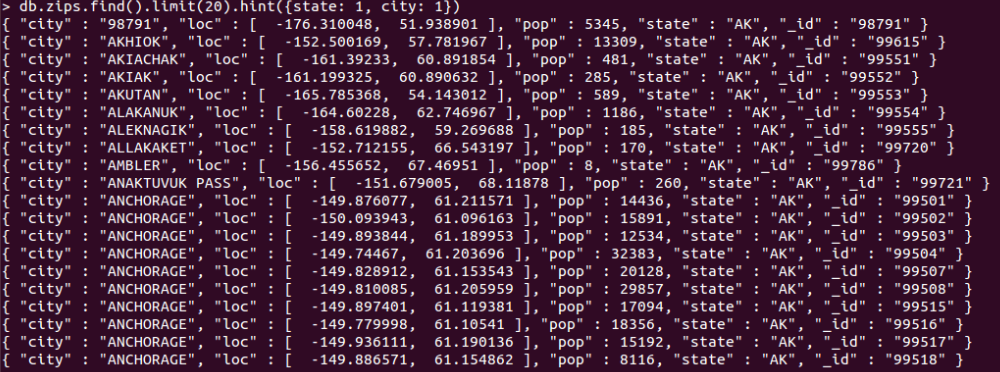 > db.zips.find().limit(20).hint({state: 1, city: 1})
{ "city" : "98791", "loc" : [  -176.310048,  51.938901 ], "pop" : 5345, "state" : "AK", "_id" : "98791" }
{ "city" : "AKHIOK", "loc" : [  -152.500169,  57.781967 ], "pop" : 13309, "state" : "AK", "_id" : "99615" }
{ "city" : "AKIACHAK", "loc" : [  -161.39233,  60.891854 ], "pop" : 481, "state" : "AK", "_id" : "99551" }
{ "city" : "AKIAK", "loc" : [  -161.199325,  60.890632 ], "pop" : 285, "state" : "AK", "_id" : "99552" }
{ "city" : "AKUTAN", "loc" : [  -165.785368,  54.143012 ], "pop" : 589, "state" : "AK", "_id" : "99553" }
{ "city" : "ALAKANUK", "loc" : [  -164.60228,  62.746967 ], "pop" : 1186, "state" : "AK", "_id" : "99554" }
{ "city" : "ALEKNAGIK", "loc" : [  -158.619882,  59.269688 ], "pop" : 185, "state" : "AK", "_id" : "99555" }
{ "city" : "ALLAKAKET", "loc" : [  -152.712155,  66.543197 ], "pop" : 170, "state" : "AK", "_id" : "99720" }
{ "city" : "AMBLER", "loc" : [  -156.455652,  67.46951 ], "pop" : 8, "state" : "AK", "_id" : "99786" }
{ "city" : "ANAKTUVUK PASS", "loc" : [  -151.679005,  68.11878 ], "pop" : 260, "state" : "AK", "_id" : "99721" }
{ "city" : "ANCHORAGE", "loc" : [  -149.876077,  61.211571 ], "pop" : 14436, "state" : "AK", "_id" : "99501" }
{ "city" : "ANCHORAGE", "loc" : [  -150.093943,  61.096163 ], "pop" : 15891, "state" : "AK", "_id" : "99502" }
{ "city" : "ANCHORAGE", "loc" : [  -149.893844,  61.189953 ], "pop" : 12534, "state" : "AK", "_id" : "99503" }
{ "city" : "ANCHORAGE", "loc" : [  -149.74467,  61.203696 ], "pop" : 32383, "state" : "AK", "_id" : "99504" }
{ "city" : "ANCHORAGE", "loc" : [  -149.828912,  61.153543 ], "pop" : 20128, "state" : "AK", "_id" : "99507" }
{ "city" : "ANCHORAGE", "loc" : [  -149.810085,  61.205959 ], "pop" : 29857, "state" : "AK", "_id" : "99508" }
{ "city" : "ANCHORAGE", "loc" : [  -149.897401,  61.119381 ], "pop" : 17094, "state" : "AK", "_id" : "99515" }
{ "city" : "ANCHORAGE", "loc" : [  -149.779998,  61.10541 ], "pop" : 18356, "state" : "AK", "_id" : "99516" }
{ "city" : "ANCHORAGE", "loc" : [  -149.936111,  61.190136 ], "pop" : 15192, "state" : "AK", "_id" : "99517" }
{ "city" : "ANCHORAGE", "loc" : [  -149.886571,  61.154862 ], "pop" : 8116, "state" : "AK", "_id" : "99518" }